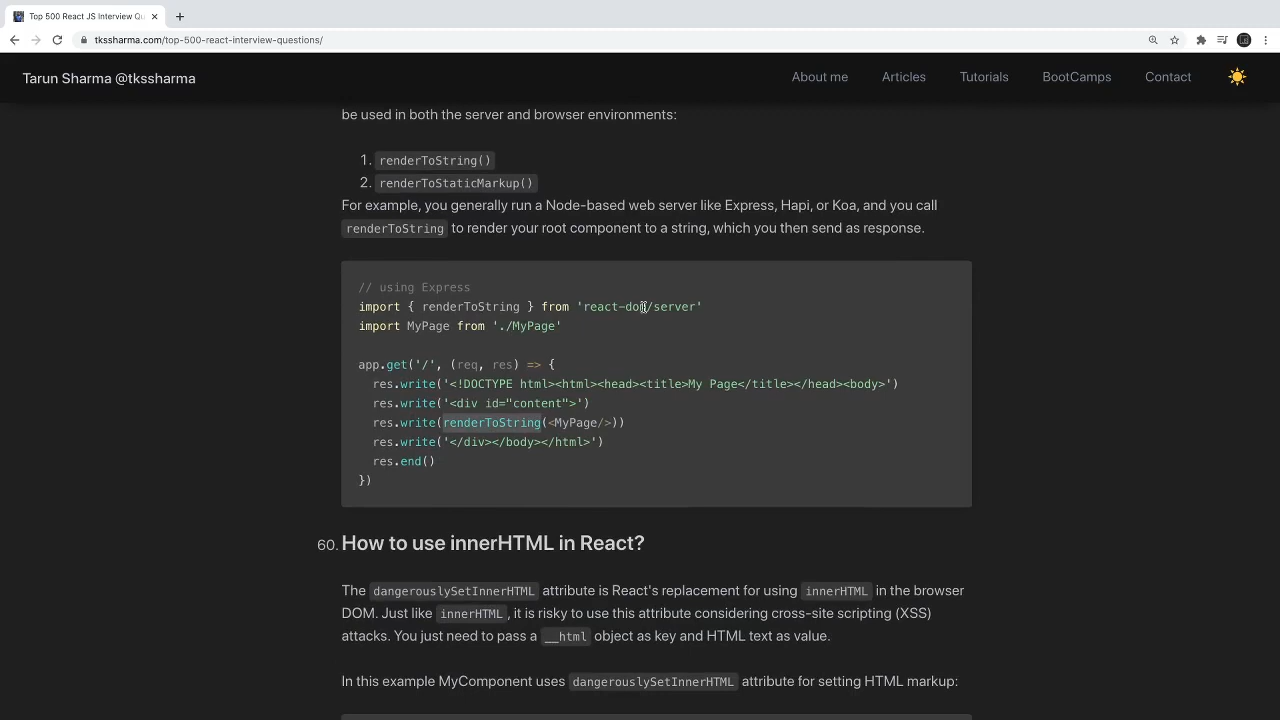 Top 500 React JS Interview Qu
tkssharma.com/top-500-react-interview-questions/
Tarun Sharma @tkssharma
About me
Articles
Tutorials
BootCamps
Contact
be used in both the server and browser environments:
1. renderToString()
2. renderToStaticMarkup()
For example, you generally run a Node-based web server like Express, Hapi, or Koa, and you call
renderToString to render your root component to a string, which you then send as response.
// using Express
import { renderToString } from 'react-dom/server'
import MyPage from './MyPage'
app.get('/', (req, res) => {
res.write('<!DOCTYPE html><html><head><title>My Page</title></head><body>')
res.write('<div id="content">')
res.write(renderToString(<MyPage/>))
res.write('</div></body></html>')
res.end()
})
60. How to use innerHTML in React?
The dangerouslySetInnerHTML attribute is React's replacement for using innerHTML in the browser
DOM. Just like innerHTML, it is risky to use this attribute considering cross-site scripting (XSS)
attacks. You just need to pass a __html object as key and HTML text as value.
In this example MyComponent uses dangerouslySetInnerHTML attribute for setting HTML markup: